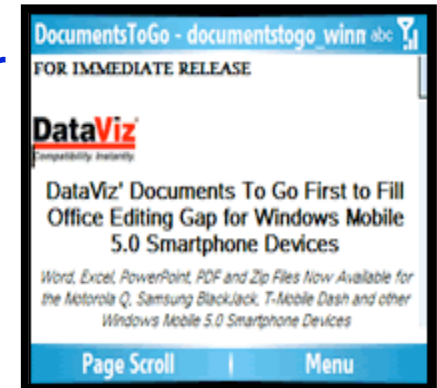 DocumentsToGo - documentstogo_winn abc
FOR IMMEDIATE RELEASE
DataViz
Compatibility. Instantly.
DataViz' Documents To Go First to Fill
Office Editing Gap for Windows Mobile
5.0 Smartphone Devices
Word, Excel, PowerPoint, PDF and Zip Files Now Available for
the Motorola Q, Samsung BlackJack, T-Mobile Dash and other
Windows Mobile 5.0 Smartphone Devices
Page Scroll Menu